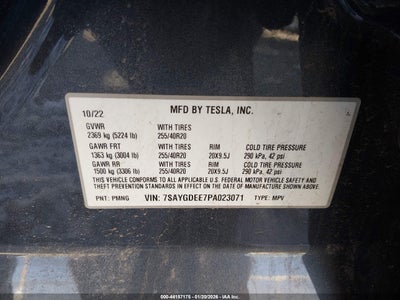 MFD BY TESLA, INC.
10/22
GVWR WITH TIRES
2369 kg (5224 lb) 255/40R20
GAWR FRT WITH TIRES RIM COLD TIRE PRESSURE
1363 kg (3004 lb) 255/40R20 20X9.5J 290 kPa, 42 psi
GAWR RR WITH TIRES RIM COLD TIRE PRESSURE
1500 kg (3306 lb) 255/40R20 20X9.5J 290 kPa, 42 psi
THIS VEHICLE CONFORMS TO ALL APPLICABLE U.S. FEDERAL MOTOR VEHICLE
SAFETY, BUMPER, AND THEFT PREVENTION STANDARDS IN EFFECT ON THE DATE OF
MANUFACTURE SHOWN ABOVE.
PNT: PMNG VIN: 7SAYGDEE7PA023071 TYPE: MPV
000-44157175 - 01/20/2026 - IAAI.COM